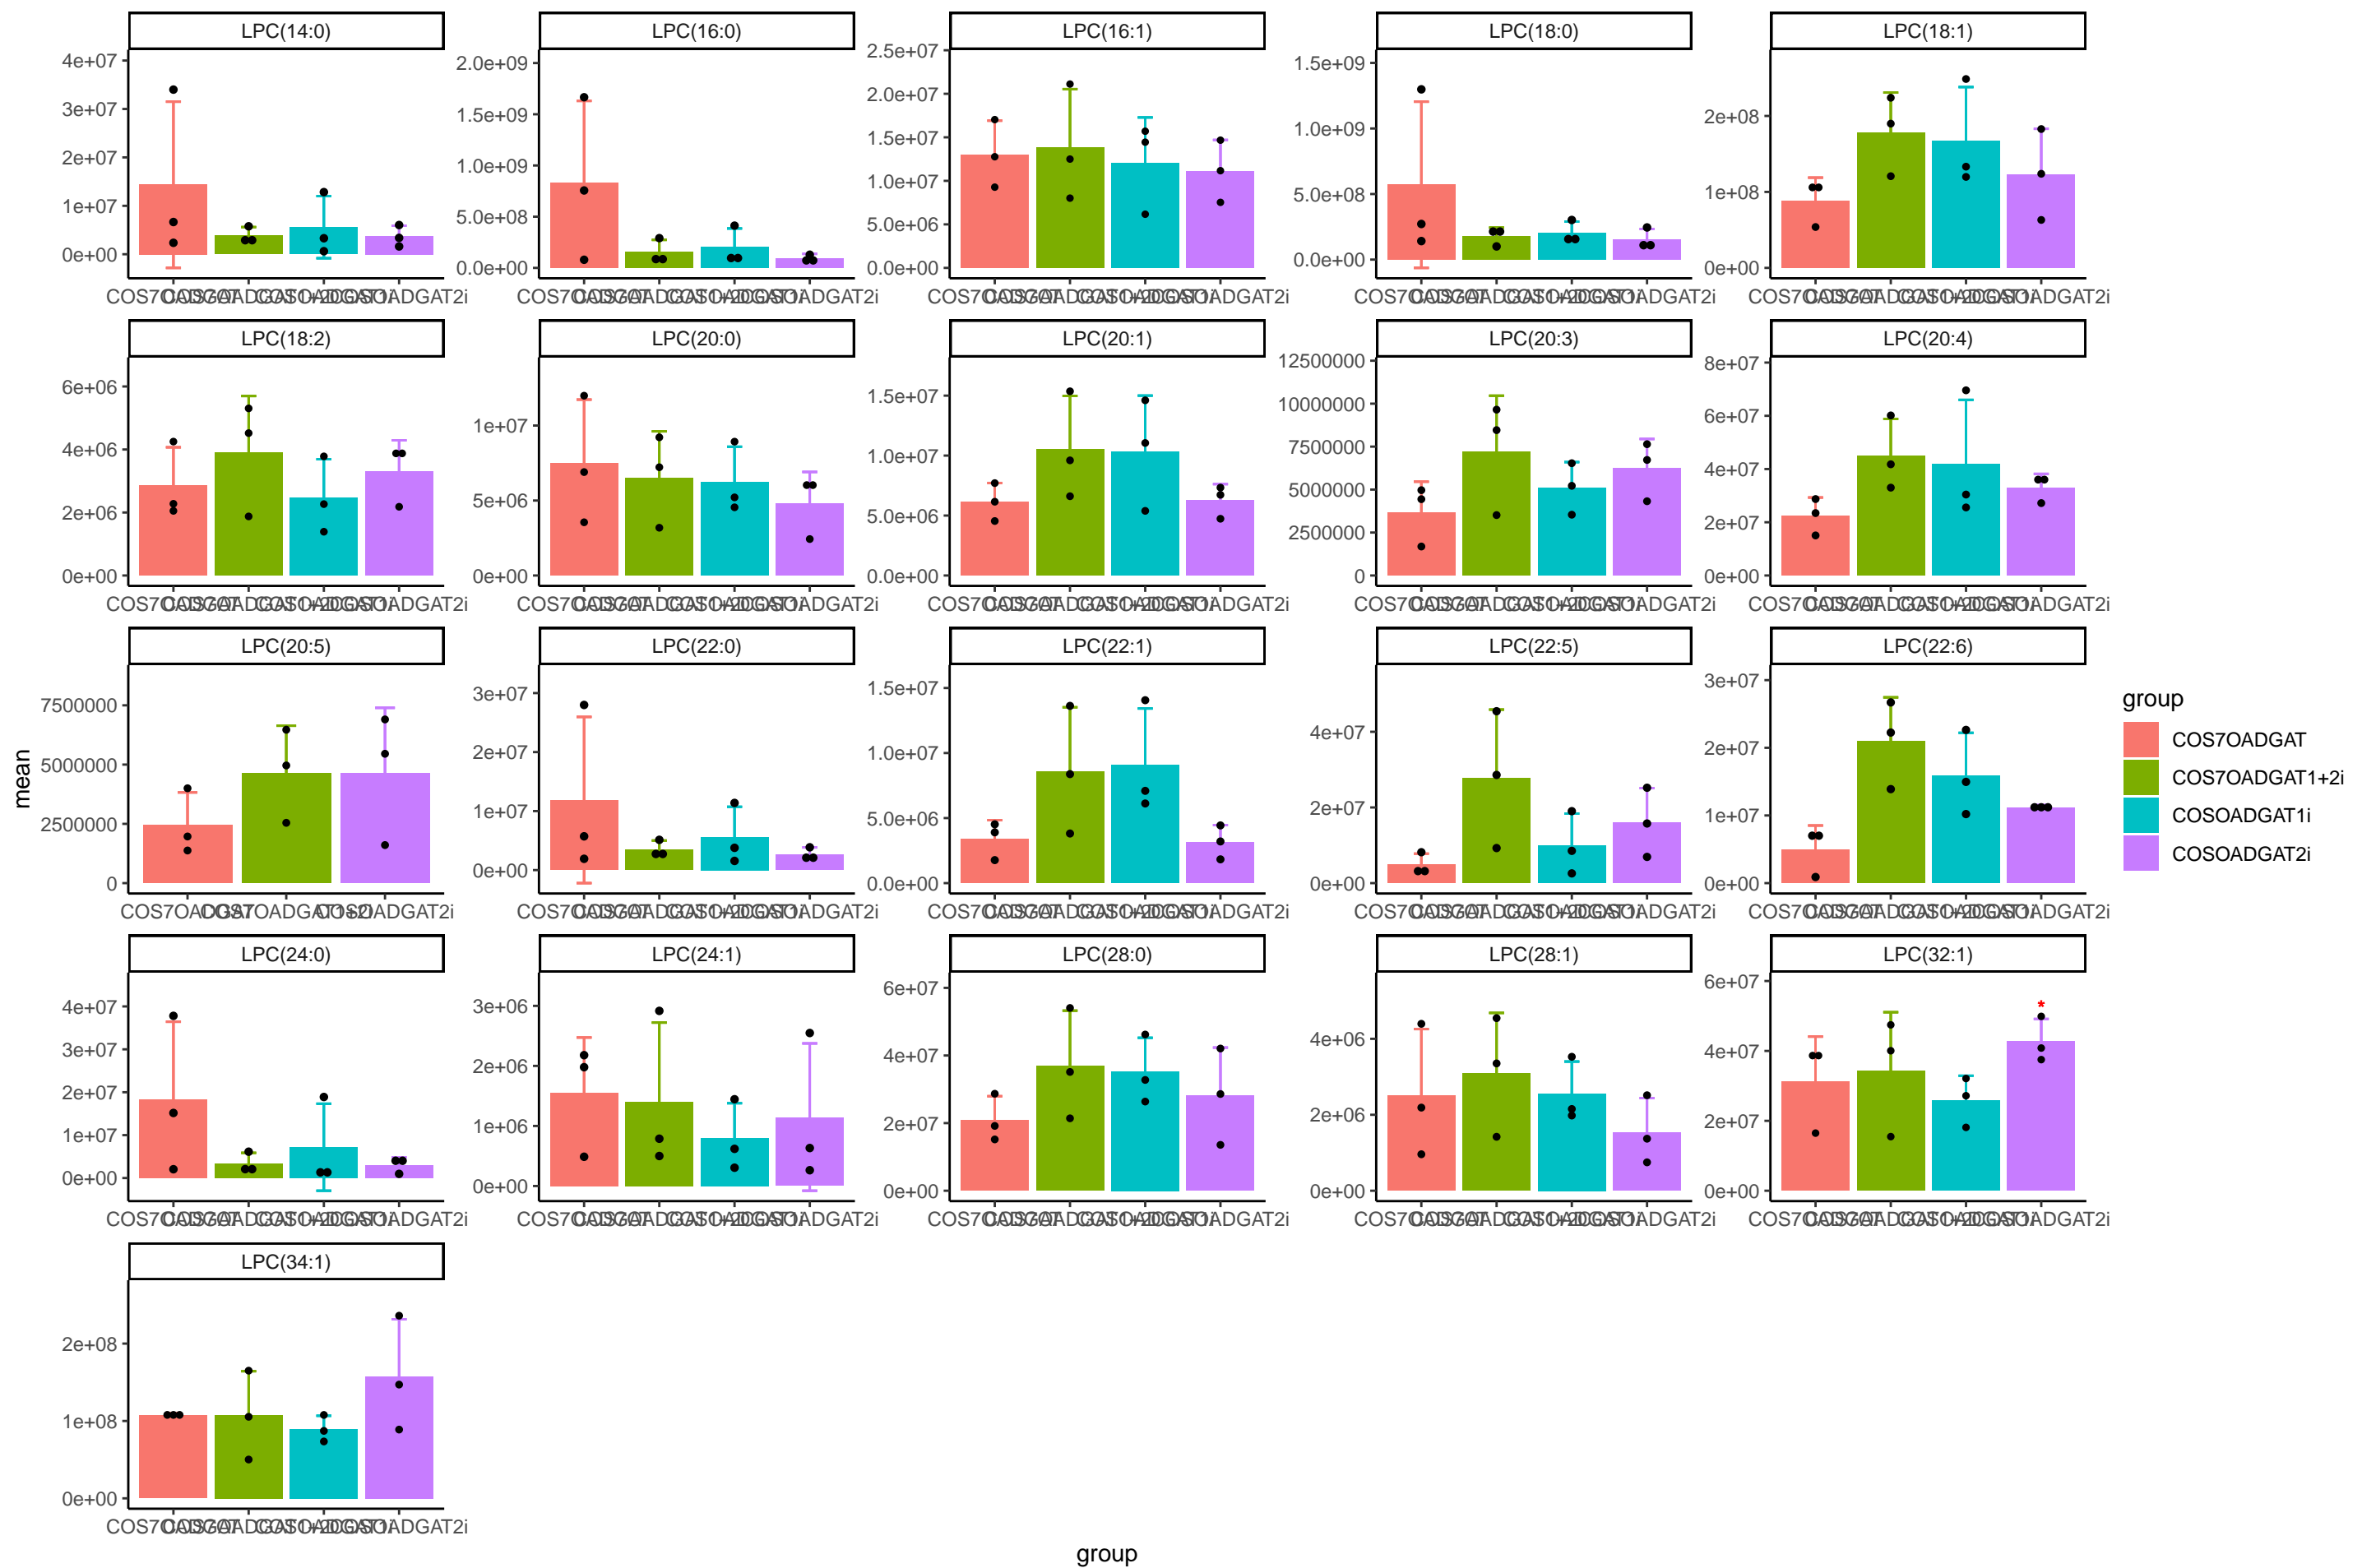 LPC(14:0)
4e+07
3e+07
2e+07
1e+07
0e+00
LPC(16:0)
2.0e+09
1.5e+09
1.0e+09
5.0e+08
0.0e+00
LPC(16:1)
2.5e+07
2.0e+07
1.5e+07
1.0e+07
5.0e+06
0.0e+00
LPC(18:0)
1.5e+09
1.0e+09
5.0e+08
0.0e+00
LPC(18:1)
2e+08
1e+08
0e+00
LPC(18:2)
6e+06
4e+06
2e+06
0e+00
LPC(20:0)
1e+07
5e+06
0e+00
LPC(20:1)
1.5e+07
1.0e+07
5.0e+06
0.0e+00
LPC(20:3)
12500000
10000000
7500000
5000000
2500000
0
LPC(20:4)
8e+07
6e+07
4e+07
2e+07
0e+00
LPC(20:5)
7500000
5000000
2500000
0
LPC(22:0)
3e+07
2e+07
1e+07
0e+00
LPC(22:1)
1.5e+07
1.0e+07
5.0e+06
0.0e+00
LPC(22:5)
4e+07
2e+07
0e+00
LPC(22:6)
3e+07
2e+07
1e+07
0e+00
LPC(24:0)
4e+07
3e+07
2e+07
1e+07
0e+00
LPC(24:1)
3e+06
2e+06
1e+06
0e+00
LPC(28:0)
6e+07
4e+07
2e+07
0e+00
LPC(28:1)
4e+06
2e+06
0e+00
LPC(32:1)
6e+07
4e+07
2e+07
0e+00
*
LPC(34:1)
2e+08
1e+08
0e+00
mean
group
group
COS7OADGAT
COS7OADGAT1+2i
COSOADGAT1i
COSOADGAT2i